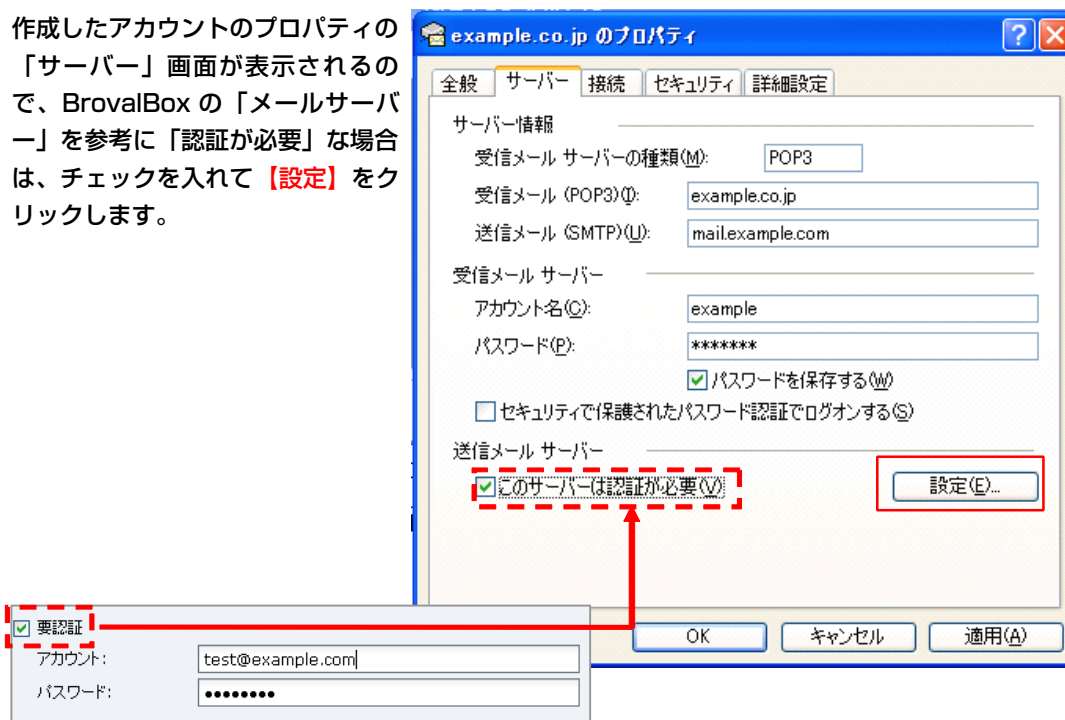 作成したアカウントのプロパティの
「サーバー」画面が表示されるの
で、BrovalBox の「メールサーバ
ー」を参考に「認証が必要」な場合
は、チェックを入れて【設定】をク
リックします。
example.co.jp のプロパティ
全般 サーバー 接続 セキュリティ 詳細設定
サーバー情報
受信メール サーバーの種類(M): POP3
受信メール (POP3)(I): example.co.jp
送信メール (SMTP)(U): mail.example.com
受信メール サーバー
アカウント名(C): example
パスワード(P): *******
パスワードを保存する(W)
セキュリティで保護されたパスワード認証でログオンする(S)
送信メール サーバー
このサーバーは認証が必要(V) 設定(E)...
OK キャンセル 適用(A)
要認証
アカウント: test@example.com
パスワード: ●●●●●●●●